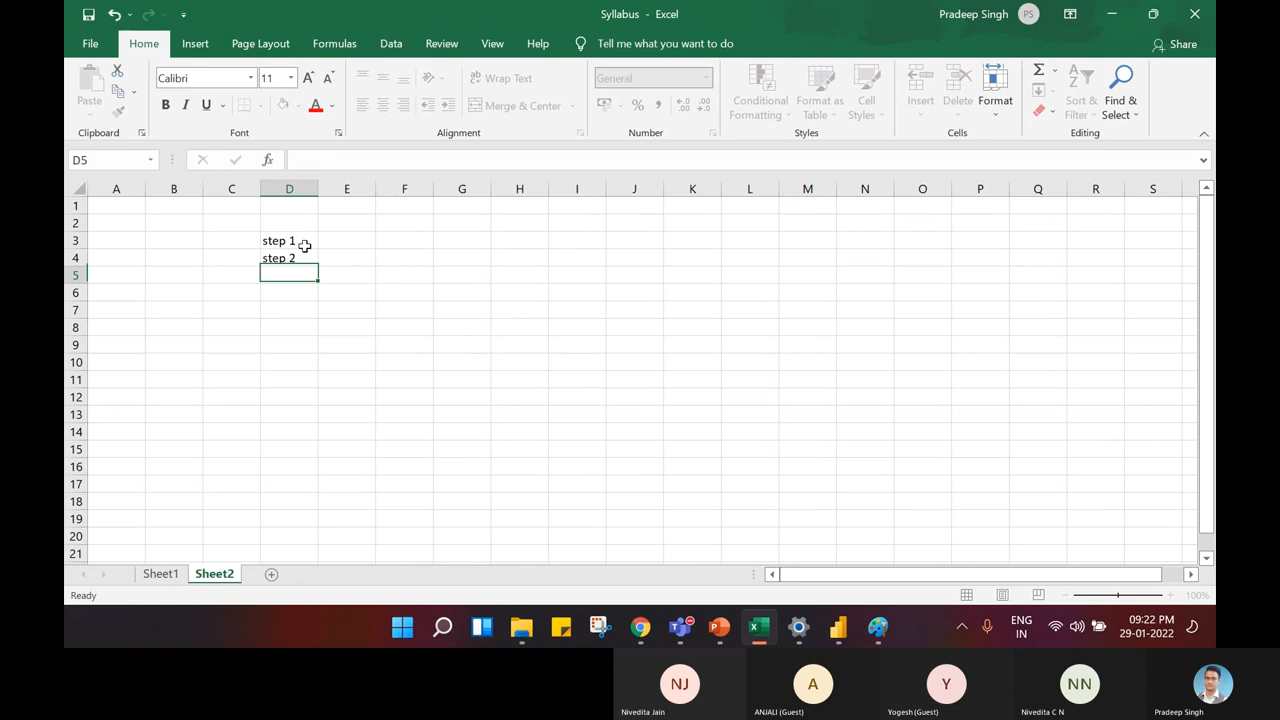 Syllabus - Excel
Pradeep Singh
PS
File Home Insert Page Layout Formulas Data Review View Help Tell me what you want to do
Share
Paste
Calibri 11
Wrap Text
General
Merge & Center
Conditional Formatting
Format as Table
Cell Styles
Insert Delete Format
Sort & Filter
Find & Select
Clipboard Font Alignment Number Styles Cells Editing
D5
fx
A B C D E F G H I J K L M N O P Q R S
1
2
3 step 1
4 step 2
5
6
7
8
9
10
11
12
13
14
15
16
17
18
19
20
21
Sheet1 Sheet2
Ready
100%
ENG IN
09:22 PM
29-01-2022
NJ A Y NN
Nivedita Jain ANJALI (Guest) Yogesh (Guest) Nivedita C N Pradeep Singh